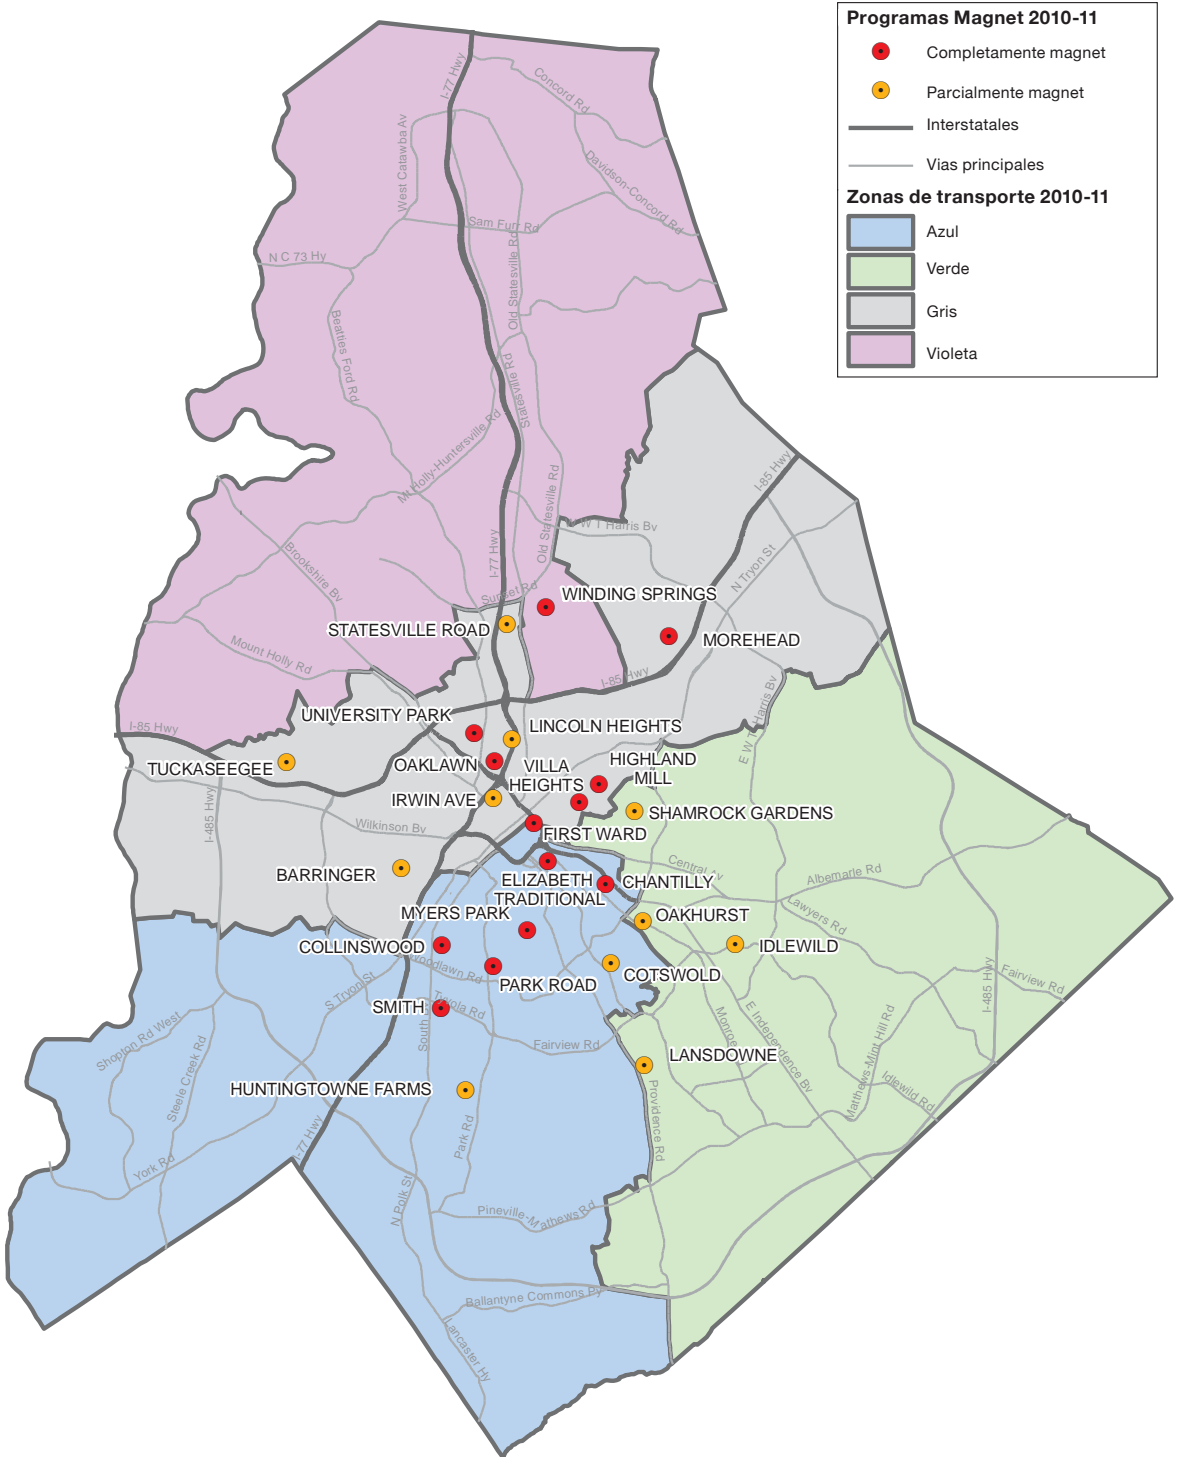 Programas Magnet 2010-11
Completamente magnet
Parcialmente magnet
Interstatales
Vias principales
Zonas de transporte 2010-11
Azul
Verde
Gris
Violeta
I-77 Hwy
Concord Rd
West Catawba Av
Davidson-Concord Rd
Sam Furr Rd
N C 73 Hy
Old Statesville Rd
Beatties Ford Rd
Statesville Rd
Mt Holly-Huntersville Rd
I-85 Hwy
Old Statesville Rd
W W T Harris Bv
I-77 Hwy
N Tryon St
Brookshire Bv
Sunset Rd
WINDING SPRINGS
STATESVILLE ROAD
MOREHEAD
Mount Holly Rd
I-85 Hwy
E W T Harris Bv
UNIVERSITY PARK
LINCOLN HEIGHTS
I-85 Hwy
TUCKASEEGEE
OAKLAWN
VILLA
HEIGHTS
HIGHLAND
MILL
IRWIN AVE
SHAMROCK GARDENS
I-485 Hwy
Wilkinson Bv
FIRST WARD
BARRINGER
ELIZABETH
TRADITIONAL
CHANTILLY
Central Av
Albemarle Rd
MYERS PARK
OAKHURST
Lawyers Rd
COLLINSWOOD
IDLEWILD
Woodlawn Rd
PARK ROAD
COTSWOLD
Fairview Rd
I-485 Hwy
S Tryon St
SMITH
Tyvola Rd
South
Shopton Rd West
Steele Creek Rd
Fairview Rd
Monroe
E Independence Bv
Matthews-Mint Hill Rd
LANSDOWNE
Idlewild Rd
HUNTINGTOWNE FARMS
Providence Rd
I-77 Hwy
Park Rd
York Rd
N Polk St
Pineville-Mathews Rd
Ballantyne Commons Py
Lancaster Hy